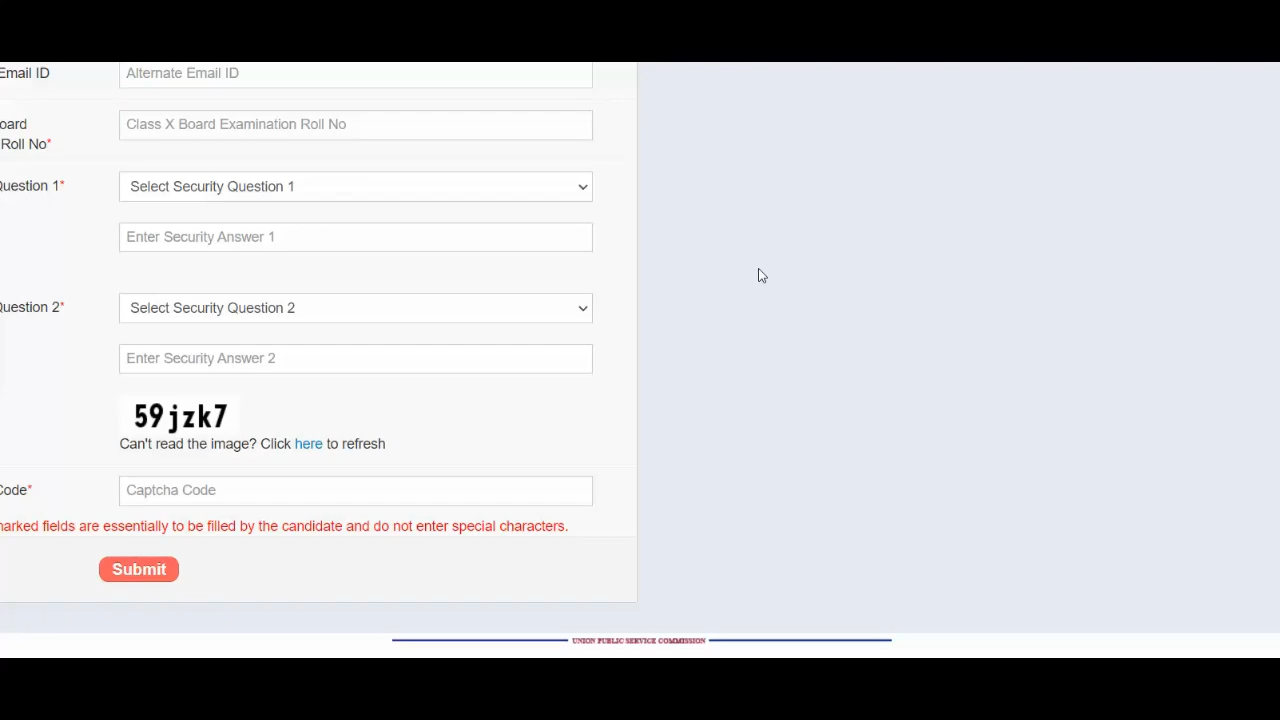 Email ID
Alternate Email ID
oard
Roll No*
Class X Board Examination Roll No
Question 1*
Select Security Question 1
Enter Security Answer 1
Question 2*
Select Security Question 2
Enter Security Answer 2
59jzk7
Can't read the image? Click here to refresh
Code*
Captcha Code
marked fields are essentially to be filled by the candidate and do not enter special characters.
Submit
UNION PUBLIC SERVICE COMMISSION